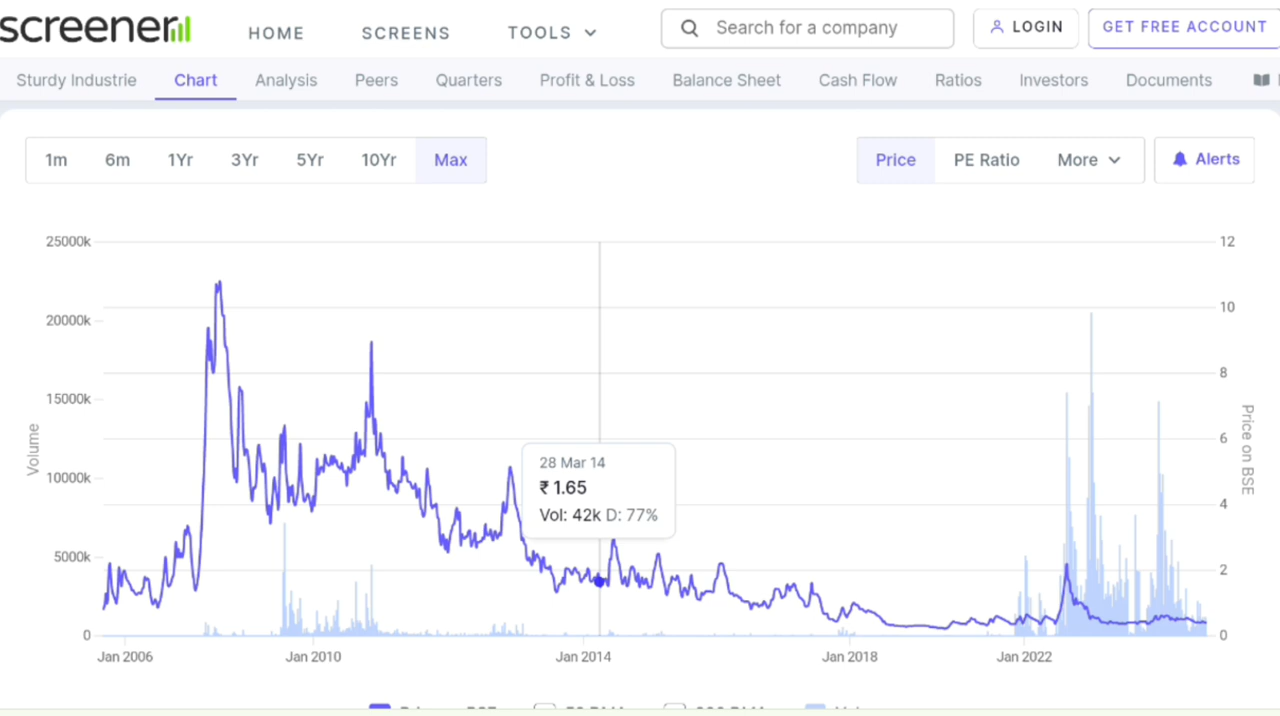 screener
HOME
SCREENS
TOOLS
Search for a company
LOGIN
GET FREE ACCOUNT
Sturdy Industrie
Chart
Analysis
Peers
Quarters
Profit & Loss
Balance Sheet
Cash Flow
Ratios
Investors
Documents
1m
6m
1Yr
3Yr
5Yr
10Yr
Max
Price
PE Ratio
More
Alerts
25000k
12
20000k
10
15000k
8
10000k
6
5000k
4
0
2
0
Volume
Price on BSE
28 Mar 14
₹ 1.65
Vol: 42k D: 77%
Jan 2006
Jan 2010
Jan 2014
Jan 2018
Jan 2022